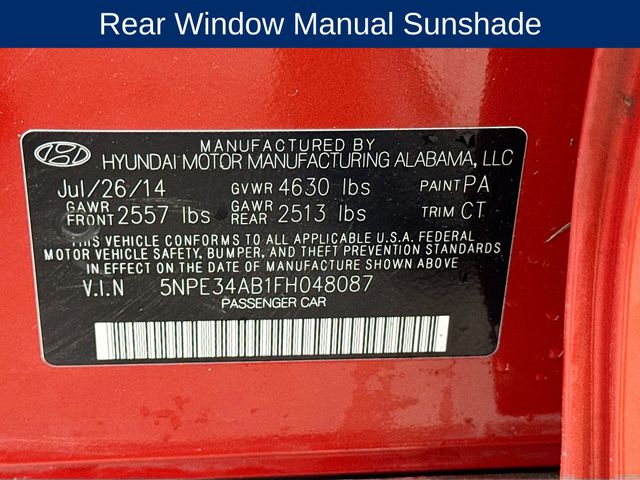 Rear Window Manual Sunshade
MANUFACTURED BY
HYUNDAI MOTOR MANUFACTURING ALABAMA, LLC
Jul/26/14 GVWR 4630 lbs PAINT PA
GAWR FRONT 2557 lbs GAWR REAR 2513 lbs TRIM CT
THIS VEHICLE CONFORMS TO ALL APPLICABLE U.S.A. FEDERAL
MOTOR VEHICLE SAFETY, BUMPER, AND THEFT PREVENTION STANDARDS
IN EFFECT ON THE DATE OF MANUFACTURE SHOWN ABOVE.
V.I.N 5NPE34AB1FH048087
PASSENGER CAR